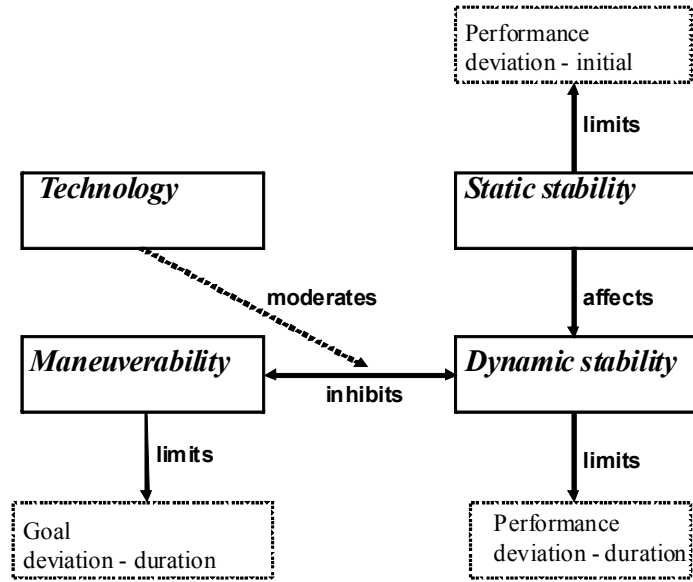 Performance
deviation - initial
limits
Technology
Static stability
moderates
affects
Maneuverability
Dynamic stability
inhibits
limits
limits
Goal
deviation - duration
Performance
deviation - duration